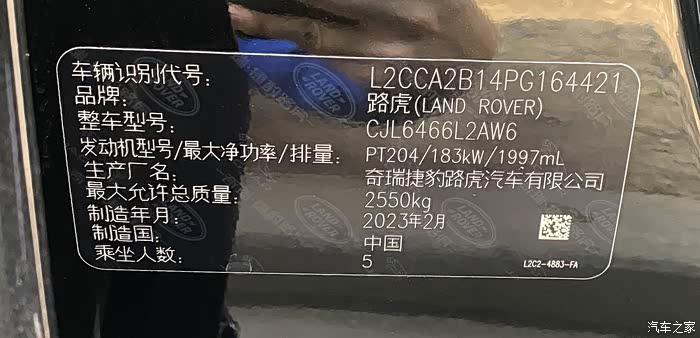 车辆识别代号: L2CCA2B14PG164421
品牌: 路虎(LAND ROVER)
整车型号: CJL6466L2AW6
发动机型号/最大净功率/排量: PT204/183kW/1997mL
生产厂名: 奇瑞捷豹路虎汽车有限公司
最大允许总质量: 2550kg
制造年月: 2023年2月
制造国: 中国
乘坐人数: 5
L2C2-4883-FA
汽车之家